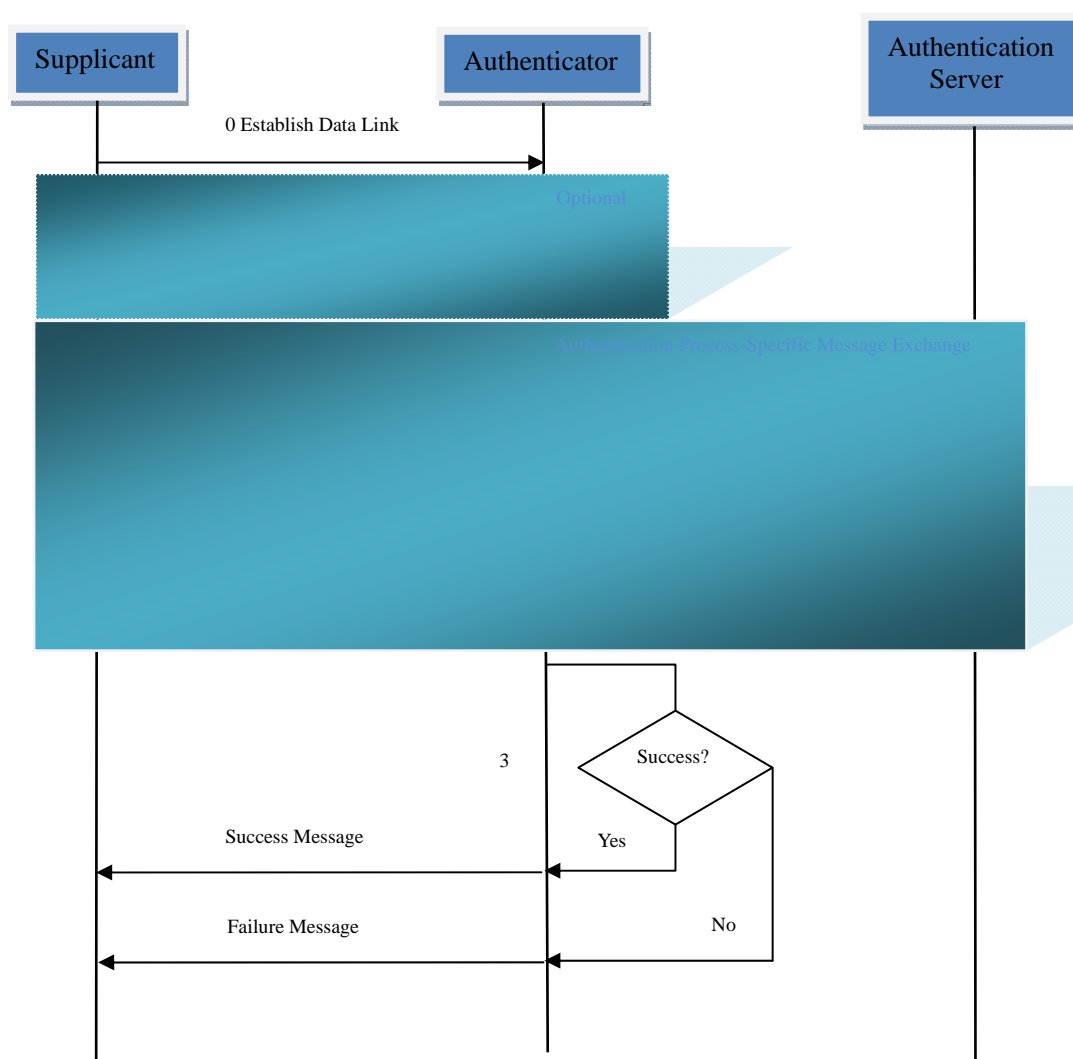 Supplicant
Authenticator
Authentication
Server
0 Establish Data Link
Optional
Authentication Process-Specific Message Exchange
3
Success?
Success Message
Yes
Failure Message
No